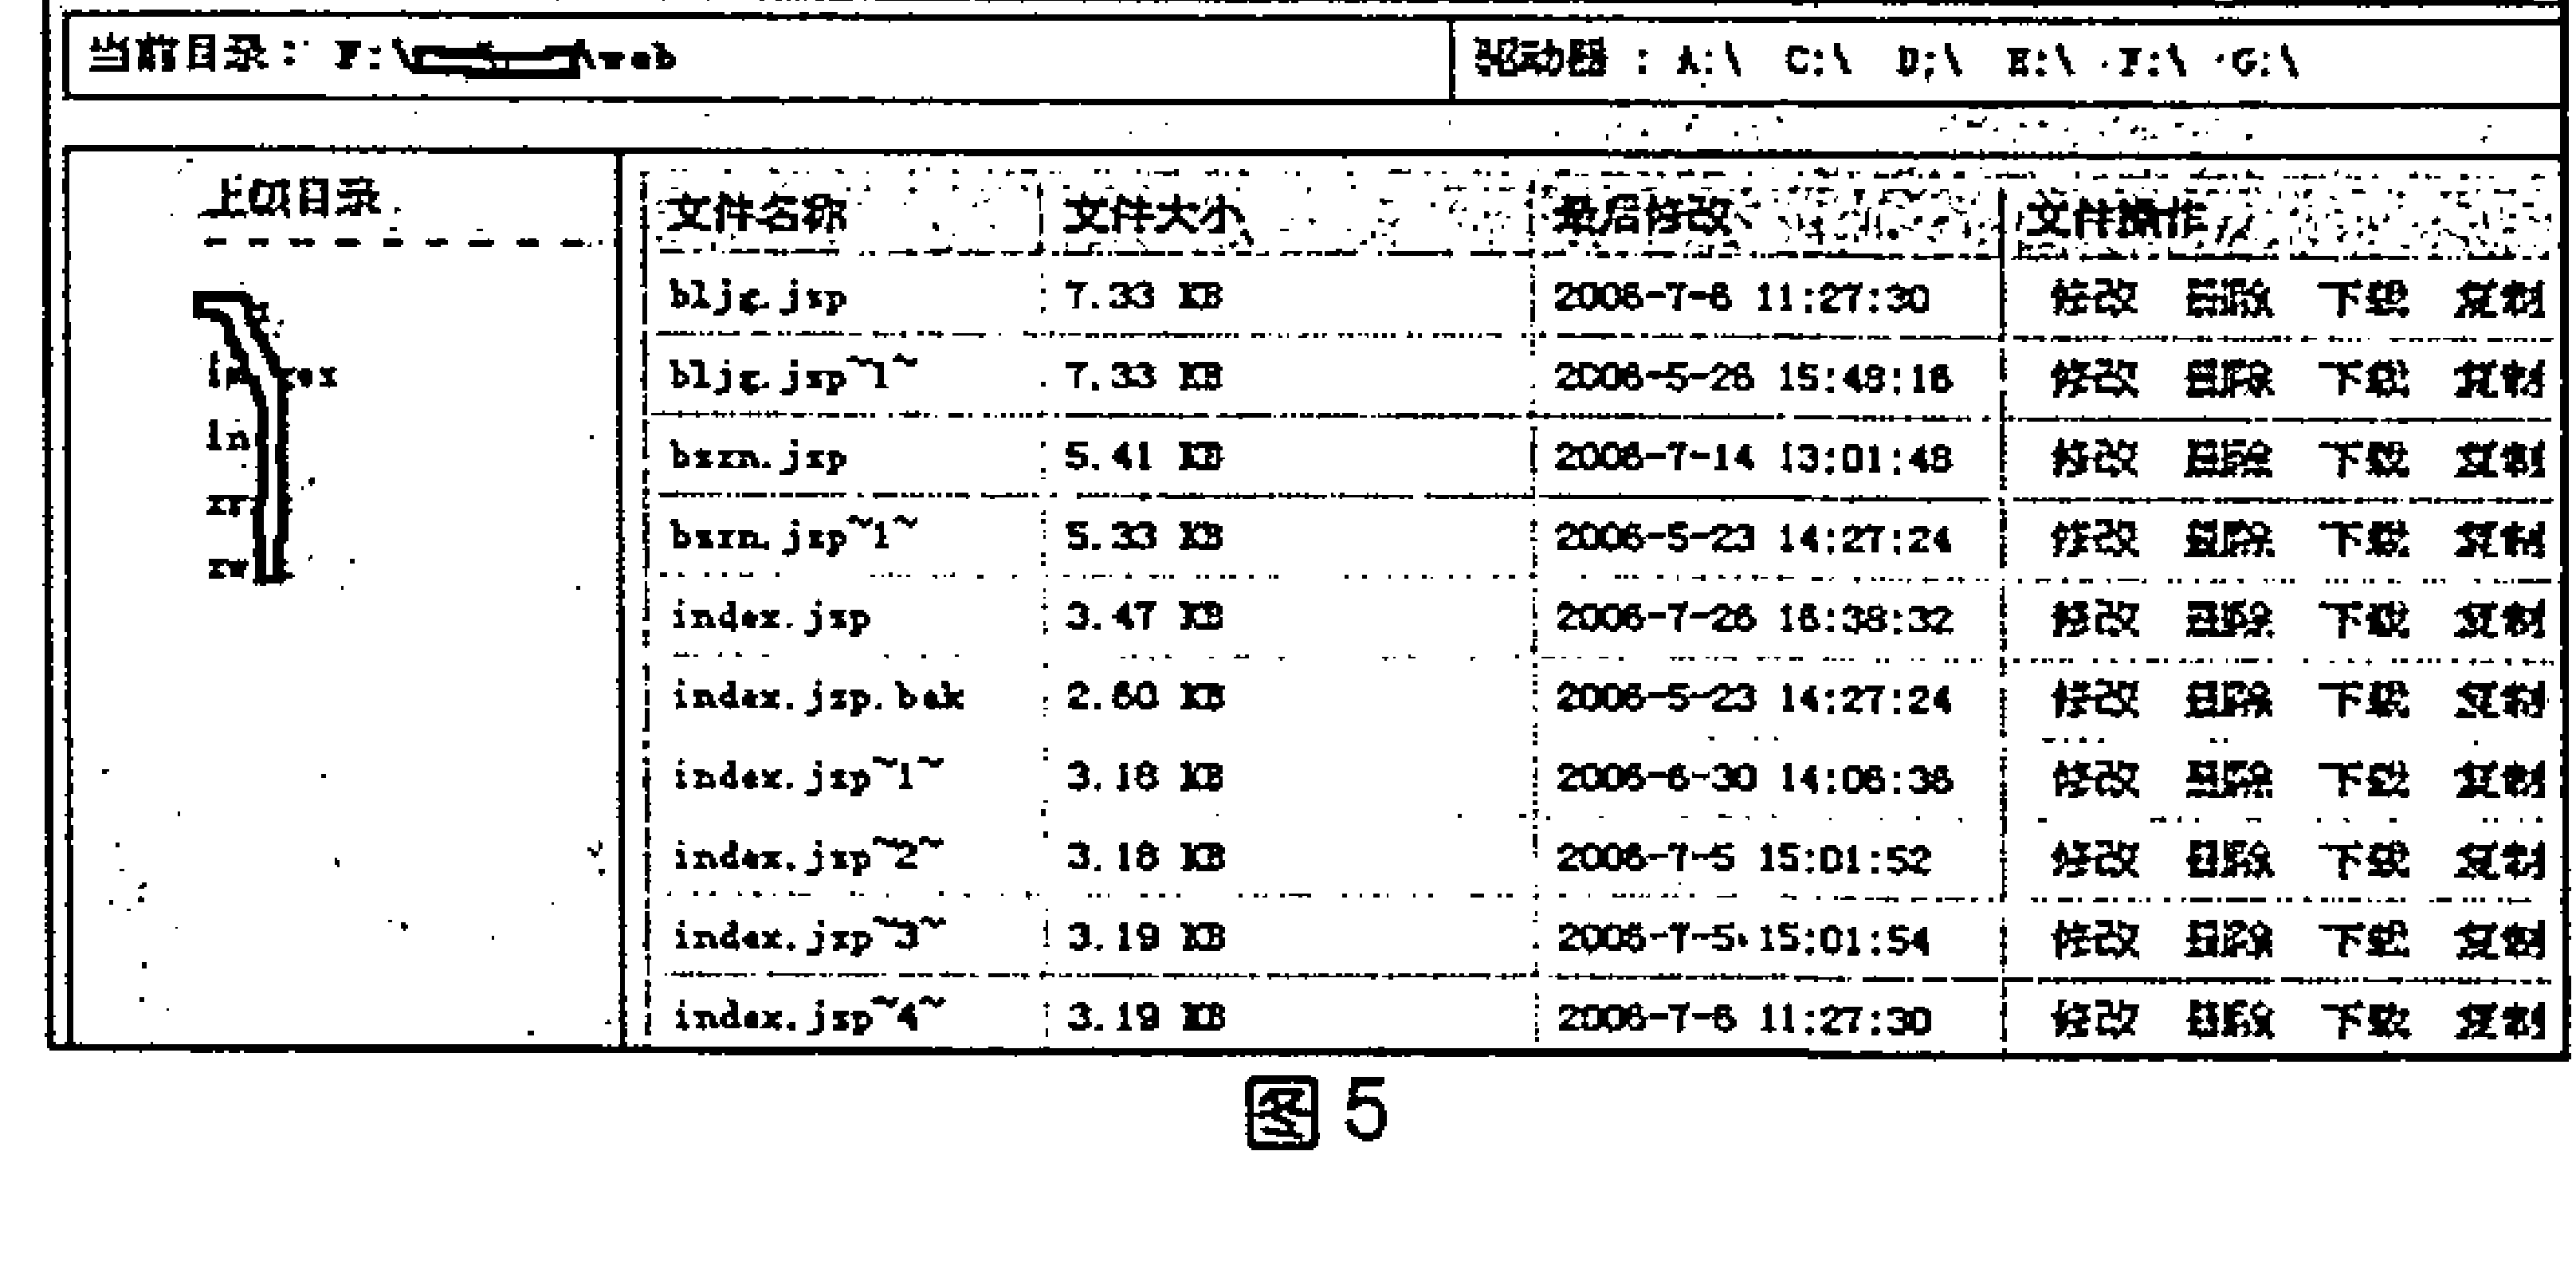 当前目录： F:\ \web 驱动器 : A:\ C:\ D:\ E:\ F:\ G:\
上级目录
文件名称 文件大小 最后修改 文件操作
bljg.jsp 7.33 KB 2006-7-6 11:27:30 修改 删除 下载 复制
bljg.jsp~1~ 7.33 KB 2006-5-26 15:48:16 修改 删除 下载 复制
bszn.jsp 5.41 KB 2006-7-14 13:01:48 修改 删除 下载 复制
bszn.jsp~1~ 5.33 KB 2006-5-23 14:27:24 修改 删除 下载 复制
index.jsp 3.47 KB 2006-7-26 16:38:32 修改 删除 下载 复制
index.jsp.bak 2.60 KB 2006-5-23 14:27:24 修改 删除 下载 复制
index.jsp~1~ 3.18 KB 2006-6-30 14:06:36 修改 删除 下载 复制
index.jsp~2~ 3.18 KB 2006-7-5 15:01:52 修改 删除 下载 复制
index.jsp~3~ 3.19 KB 2006-7-5 15:01:54 修改 删除 下载 复制
index.jsp~4~ 3.19 KB 2006-7-6 11:27:30 修改 删除 下载 复制
图 5